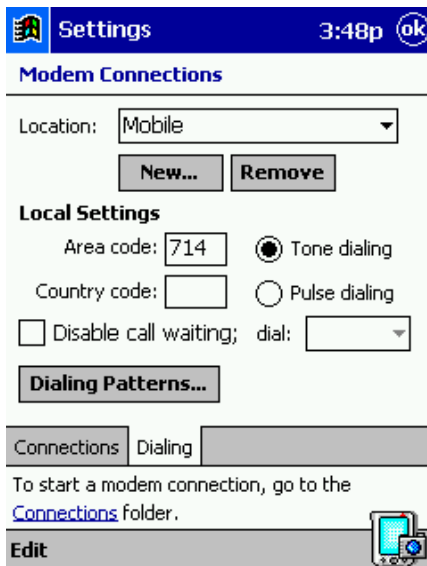 Settings 3:48p ok
Modem Connections
Location: Mobile
New... Remove
Local Settings
Area code: 714 Tone dialing
Country code: Pulse dialing
Disable call waiting; dial:
Dialing Patterns...
Connections Dialing
To start a modem connection, go to the
Connections folder.
Edit